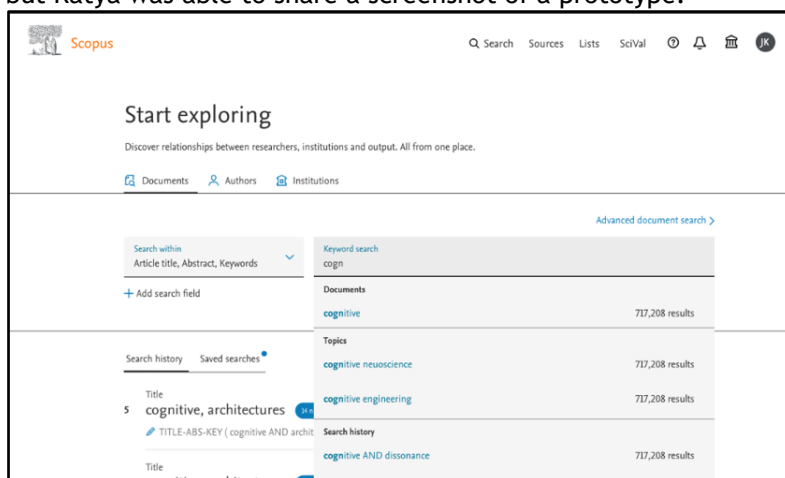 but Katya was able to share a screenshot of a prototype.
Scopus
Search Sources Lists SciVal JK
Start exploring
Discover relationships between researchers, institutions and output. All from one place.
Documents Authors Institutions
Advanced document search >
Search within
Article title, Abstract, Keywords
Keyword search
cogn
+ Add search field
Documents
cognitive 717,208 results
Topics
cognitive neuoscience 717,208 results
cognitive engineering 717,208 results
Search history
cognitive AND dissonance 717,208 results
Search history Saved searches
Title
5 cognitive, architectures
TITLE-ABS-KEY ( cognitive AND archit
Title